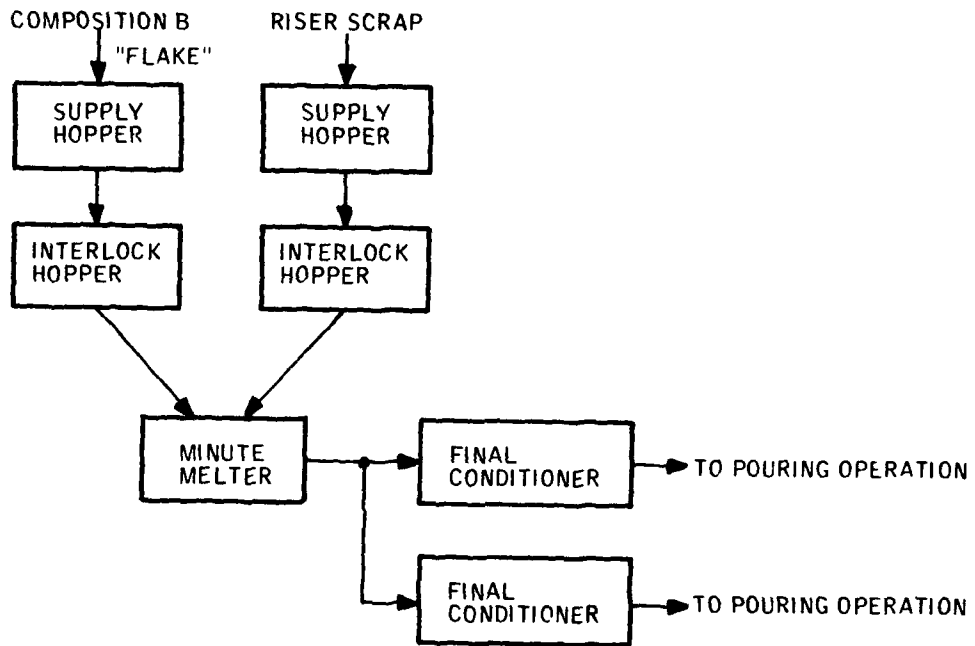 COMPOSITION B
"FLAKE"
RISER SCRAP
SUPPLY
HOPPER
SUPPLY
HOPPER
INTERLOCK
HOPPER
INTERLOCK
HOPPER
MINUTE
MELTER
FINAL
CONDITIONER
TO POURING OPERATION
FINAL
CONDITIONER
TO POURING OPERATION